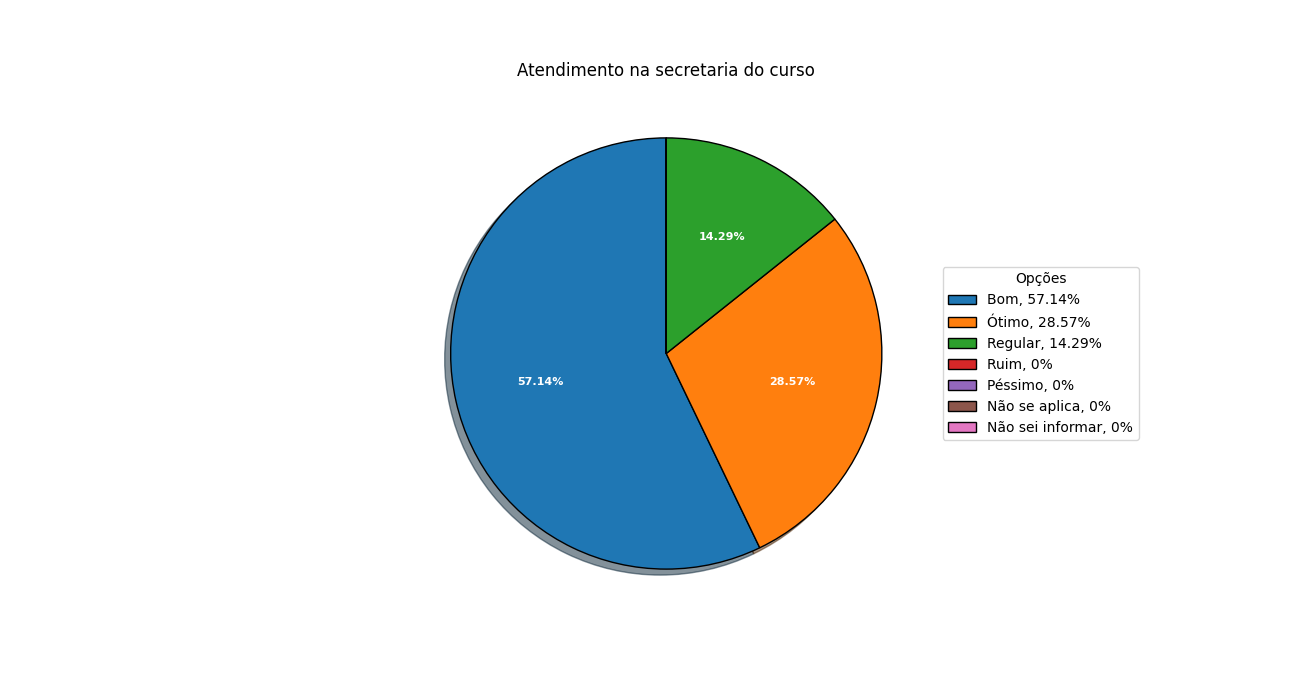 Atendimento na secretaria do curso
14.29%
57.14%
28.57%
Opções
Bom, 57.14%
Ótimo, 28.57%
Regular, 14.29%
Ruim, 0%
Péssimo, 0%
Não se aplica, 0%
Não sei informar, 0%